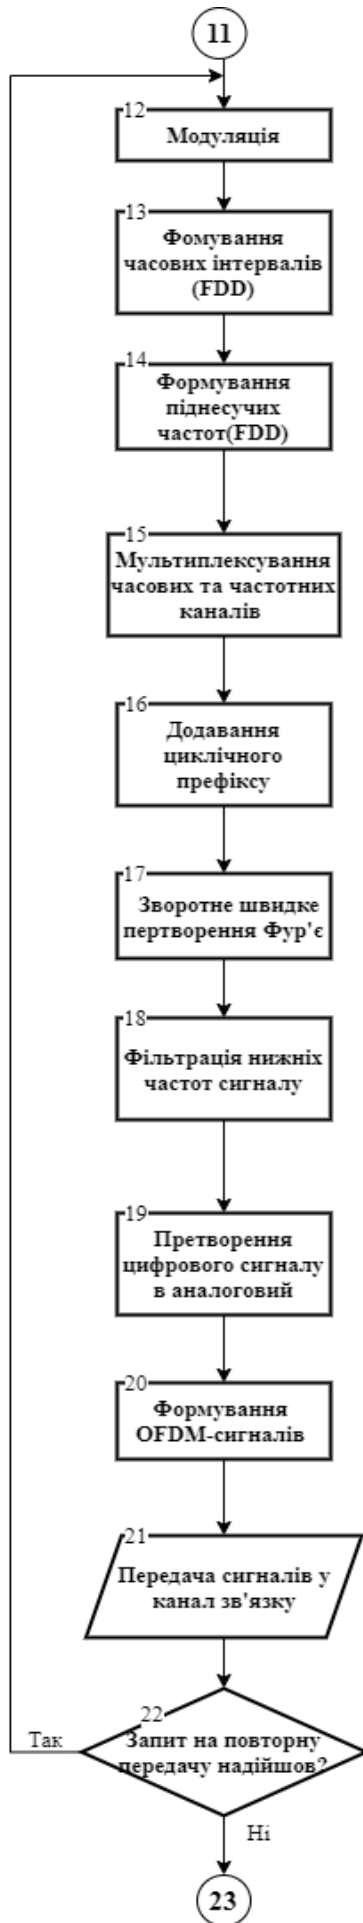 11
12
Модуляція
13
Фомування
часових інтервалів
(FDD)
14
Формування
піднесучих
частот(FDD)
15
Мультиплексування
часових та частотних
каналів
16
Додавання
циклічного
префіксу
17
Зворотне швидке
пертворення Фур'є
18
Фільтрація нижніх
частот сигналу
19
Претворення
цифрового сигналу
в аналоговий
20
Формування
OFDM-сигналів
21
Передача сигналів у
канал зв'язку
22
Так
Запит на повторну
передачу надійшов?
Ні
23